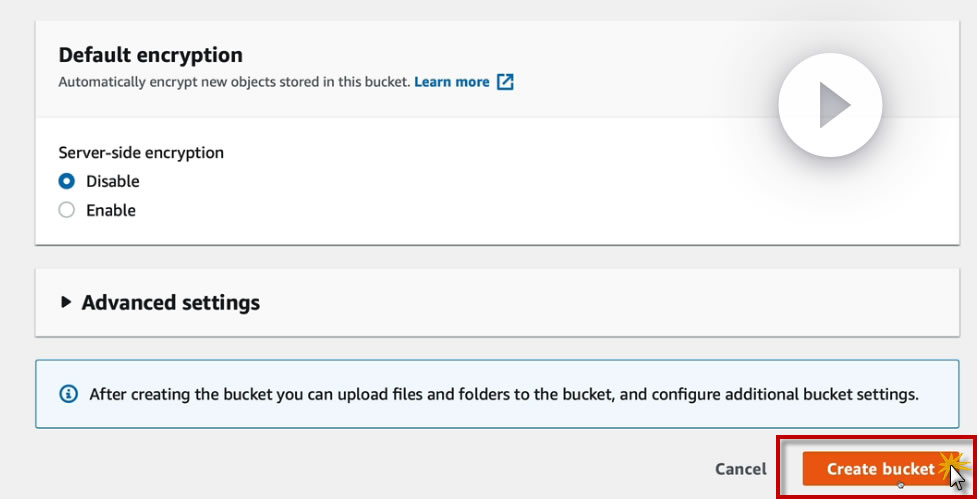 Default encryption
Automatically encrypt new objects stored in this bucket. Learn more
Server-side encryption
Disable
Enable
Advanced settings
After creating the bucket you can upload files and folders to the bucket, and configure additional bucket settings.
Cancel Create bucket